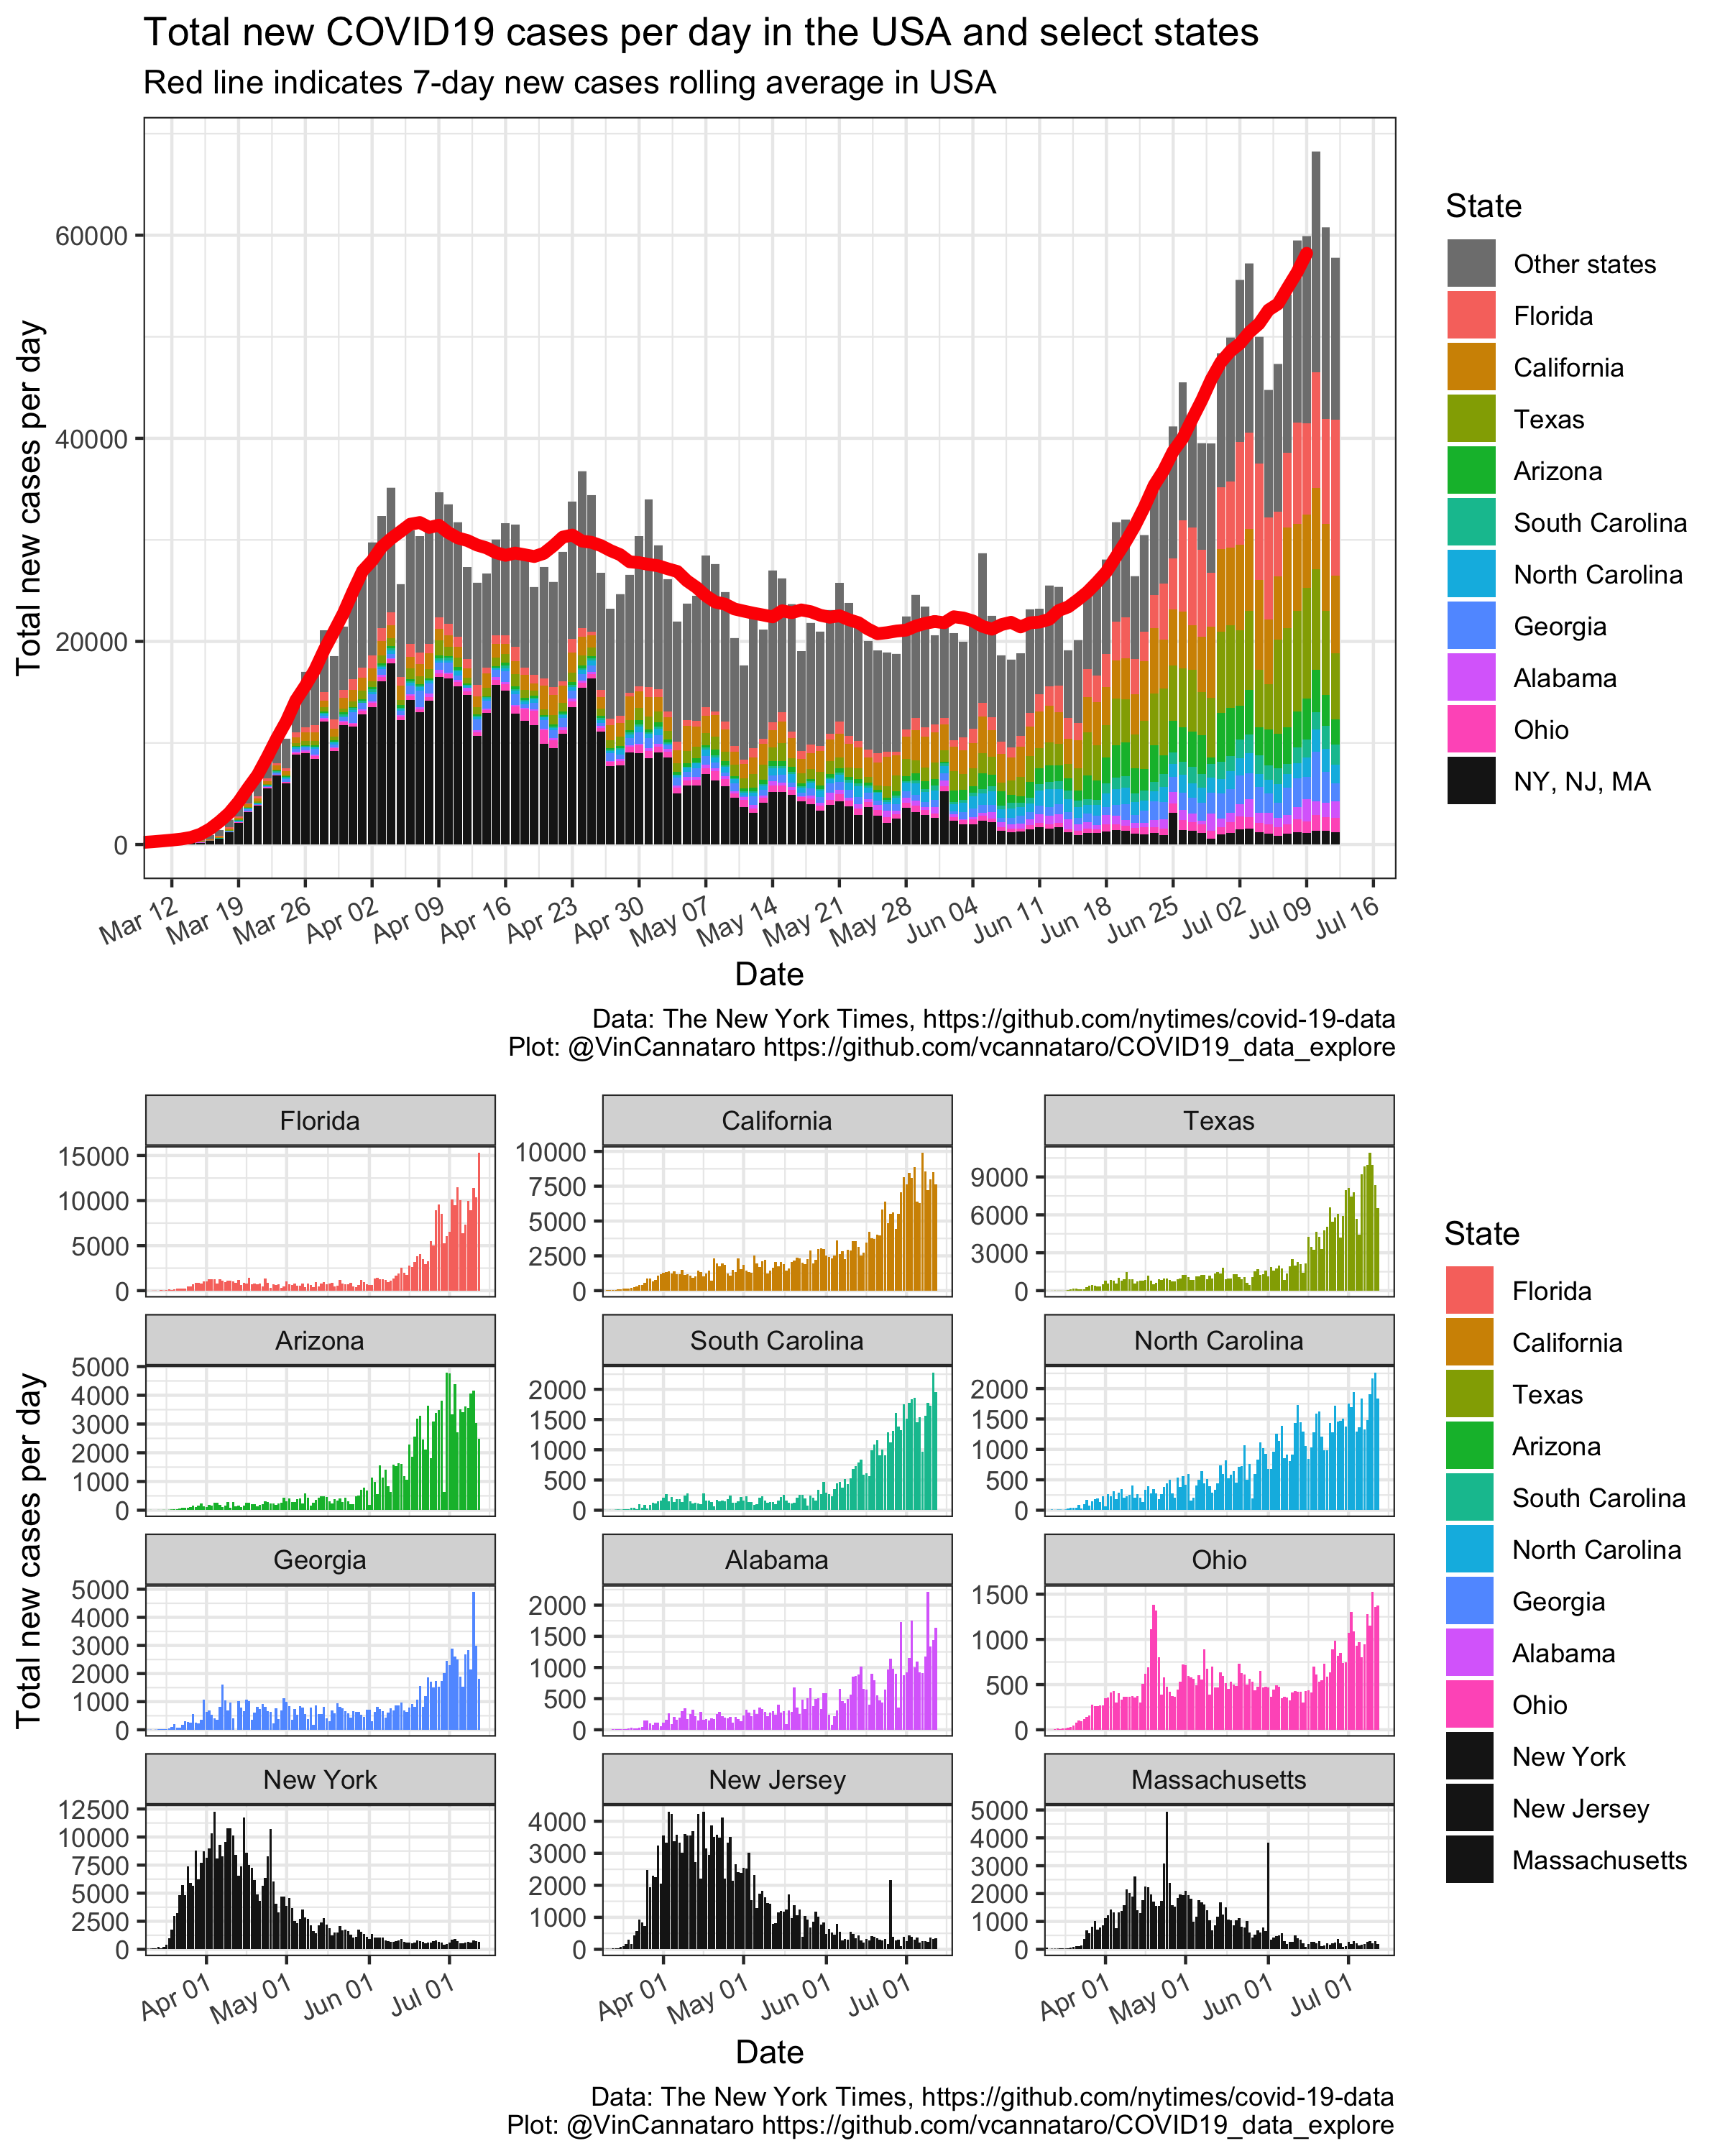 Total new COVID19 cases per day in the USA and select states
Red line indicates 7-day new cases rolling average in USA
Total new cases per day
60000
40000
20000
0
Mar 12
Mar 19
Mar 26
Apr 02
Apr 09
Apr 16
Apr 23
Apr 30
May 07
May 14
May 21
May 28
Jun 04
Jun 11
Jun 18
Jun 25
Jul 02
Jul 09
Jul 16
Date
State
Other states
Florida
California
Texas
Arizona
South Carolina
North Carolina
Georgia
Alabama
Ohio
NY, NJ, MA
Data: The New York Times, https://github.com/nytimes/covid-19-data
Plot: @VinCannataro https://github.com/vcannataro/COVID19_data_explore
Total new cases per day
Florida
15000
10000
5000
0
California
10000
7500
5000
2500
0
Texas
9000
6000
3000
0
Arizona
5000
4000
3000
2000
1000
0
South Carolina
2000
1500
1000
500
0
North Carolina
2000
1500
1000
500
0
Georgia
5000
4000
3000
2000
1000
0
Alabama
2000
1500
1000
500
0
Ohio
1500
1000
500
0
New York
12500
10000
7500
5000
2500
0
New Jersey
4000
3000
2000
1000
0
Massachusetts
5000
4000
3000
2000
1000
0
Apr 01
May 01
Jun 01
Jul 01
Apr 01
May 01
Jun 01
Jul 01
Apr 01
May 01
Jun 01
Jul 01
Date
State
Florida
California
Texas
Arizona
South Carolina
North Carolina
Georgia
Alabama
Ohio
New York
New Jersey
Massachusetts
Data: The New York Times, https://github.com/nytimes/covid-19-data
Plot: @VinCannataro https://github.com/vcannataro/COVID19_data_explore